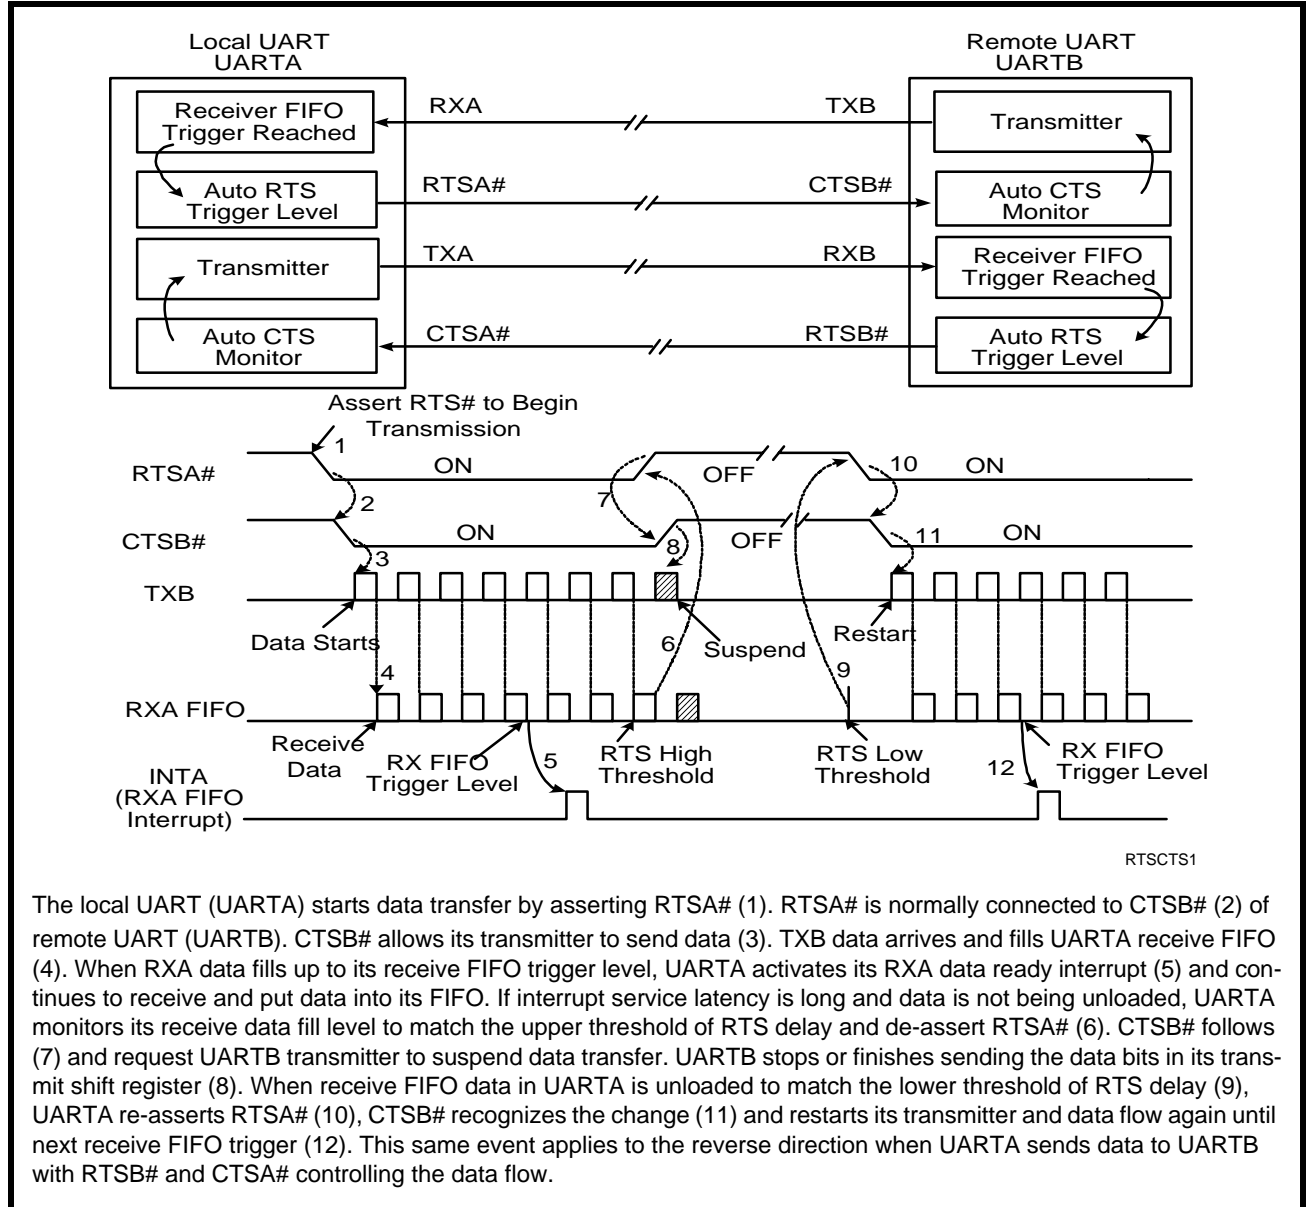 Local UART
UARTA
Remote UART
UARTB
Receiver FIFO
Trigger Reached
RXA
TXB
Transmitter
Auto RTS
Trigger Level
RTSA#
CTSB#
Auto CTS
Monitor
Transmitter
TXA
RXB
Receiver FIFO
Trigger Reached
Auto CTS
Monitor
CTSA#
RTSB#
Auto RTS
Trigger Level
Assert RTS# to Begin
Transmission
1
RTSA#
ON
7
OFF
10
ON
2
CTSB#
ON
8
OFF
11
ON
3
TXB
Data Starts
6
Suspend
Restart
4
9
RXA FIFO
Receive
Data
RX FIFO
Trigger Level
5
RTS High
Threshold
RTS Low
Threshold
12
RX FIFO
Trigger Level
INTA
(RXA FIFO
Interrupt)
RTSCTS1
The local UART (UARTA) starts data transfer by asserting RTSA# (1). RTSA# is normally connected to CTSB# (2) of
remote UART (UARTB). CTSB# allows its transmitter to send data (3). TXB data arrives and fills UARTA receive FIFO
(4). When RXA data fills up to its receive FIFO trigger level, UARTA activates its RXA data ready interrupt (5) and con-
tinues to receive and put data into its FIFO. If interrupt service latency is long and data is not being unloaded, UARTA
monitors its receive data fill level to match the upper threshold of RTS delay and de-assert RTSA# (6). CTSB# follows
(7) and request UARTB transmitter to suspend data transfer. UARTB stops or finishes sending the data bits in its trans-
mit shift register (8). When receive FIFO data in UARTA is unloaded to match the lower threshold of RTS delay (9),
UARTA re-asserts RTSA# (10), CTSB# recognizes the change (11) and restarts its transmitter and data flow again until
next receive FIFO trigger (12). This same event applies to the reverse direction when UARTA sends data to UARTB
with RTSB# and CTSA# controlling the data flow.